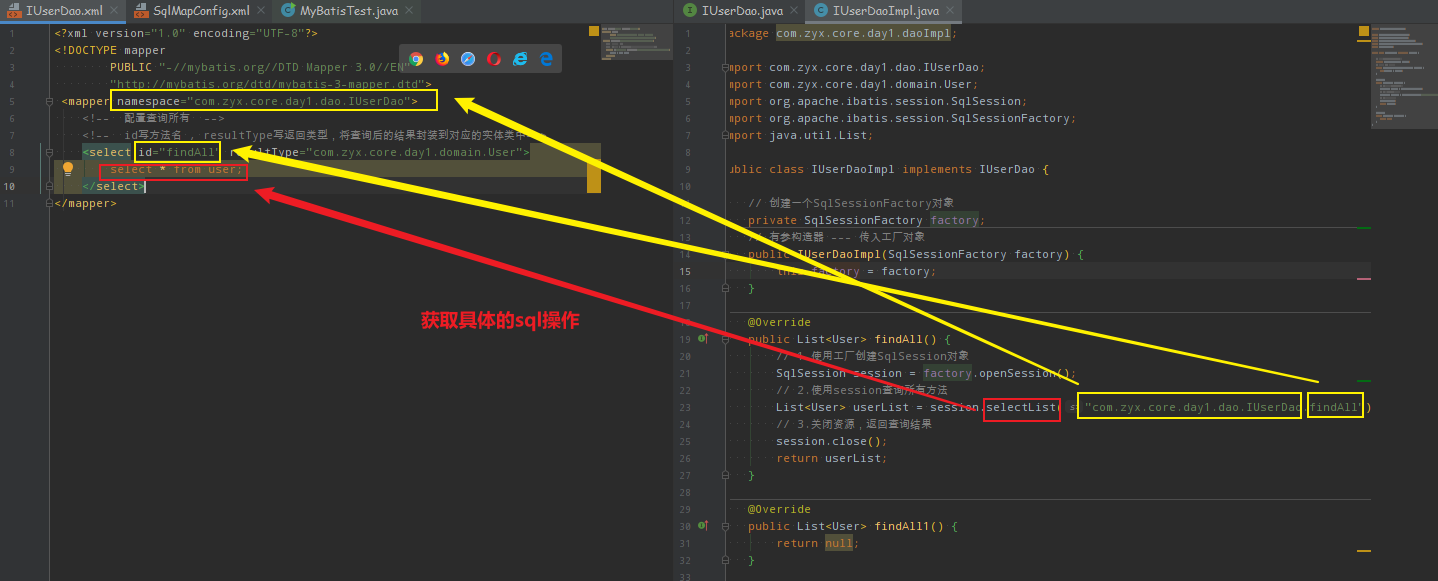 IUserDao.xml
SqlMapConfig.xml
MyBatisTest.java
1 <?xml version="1.0" encoding="UTF-8"?>
2 <!DOCTYPE mapper
3 PUBLIC "-//mybatis.org//DTD Mapper 3.0//EN"
4 "http://mybatis.org/dtd/mybatis-3-mapper.dtd">
5 <mapper namespace="com.zyx.core.day1.dao.IUserDao">
6 <!-- 配置查询所有 -->
7 <!-- id写方法名 , resultType写返回类型，将查询后的结果封装到对应的实体类中
8 <select id="findAll" resultType="com.zyx.core.day1.domain.User">
9 select * from user;
10 </select>
11 </mapper>
获取具体的sql操作
IUserDao.java
IUserDaoImpl.java
1 ackage com.zyx.core.day1.daoImpl;
2
3 mport com.zyx.core.day1.dao.IUserDao;
4 mport com.zyx.core.day1.domain.User;
5 mport org.apache.ibatis.session.SqlSession;
6 mport org.apache.ibatis.session.SqlSessionFactory;
7 mport java.util.List;
8
9 ublic class IUserDaoImpl implements IUserDao {
10
// 创建一个SqlSessionFactory对象
12 private SqlSessionFactory factory;
13 有参构造器 --- 传入工厂对象
14 public IUserDaoImpl(SqlSessionFactory factory) {
15 this.factory = factory;
16 }
17
@Override
19 public List<User> findAll() {
20 // 1.使用工厂创建SqlSession对象
21 SqlSession session = factory.openSession();
22 // 2.使用session查询所有方法
23 List<User> userList = session.selectList( "com.zyx.core.day1.dao.IUserDao.findAll")
24 // 3.关闭资源，返回查询结果
25 session.close();
26 return userList;
27 }
28
29 @Override
30 public List<User> findAll1() {
31 return null;
32 }
33